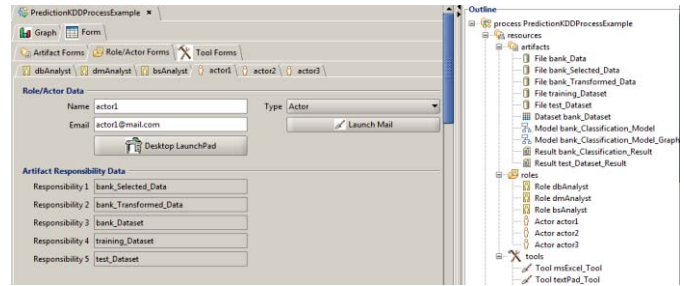 PredictionKDDProcessExample
Graph Form
Artifact Forms Role/Actor Forms Tool Forms
dbAnalyst dmAnalyst bsAnalyst actor1 actor2 actor3
Role/Actor Data
Name actor1 Type Actor
Email actor1@mail.com Launch Mail
Desktop LaunchPad
Artifact Responsibility Data
Responsibility 1 bank_Selected_Data
Responsibility 2 bank_Transformed_Data
Responsibility 3 bank_Dataset
Responsibility 4 training_Dataset
Responsibility 5 test_Dataset
Outline
process PredictionKDDProcessExample
resources
artifacts
File bank_Data
File bank_Selected_Data
File bank_Transformed_Data
File training_Dataset
File test_Dataset
Dataset bank_Dataset
Model bank_Classification_Model
Model bank_Classification_Model_Graph
Result bank_Classification_Result
Result test_Dataset_Result
roles
Role dbAnalyst
Role dmAnalyst
Role bsAnalyst
Actor actor1
Actor actor2
Actor actor3
tools
Tool msExcel_Tool
Tool textPad_Tool